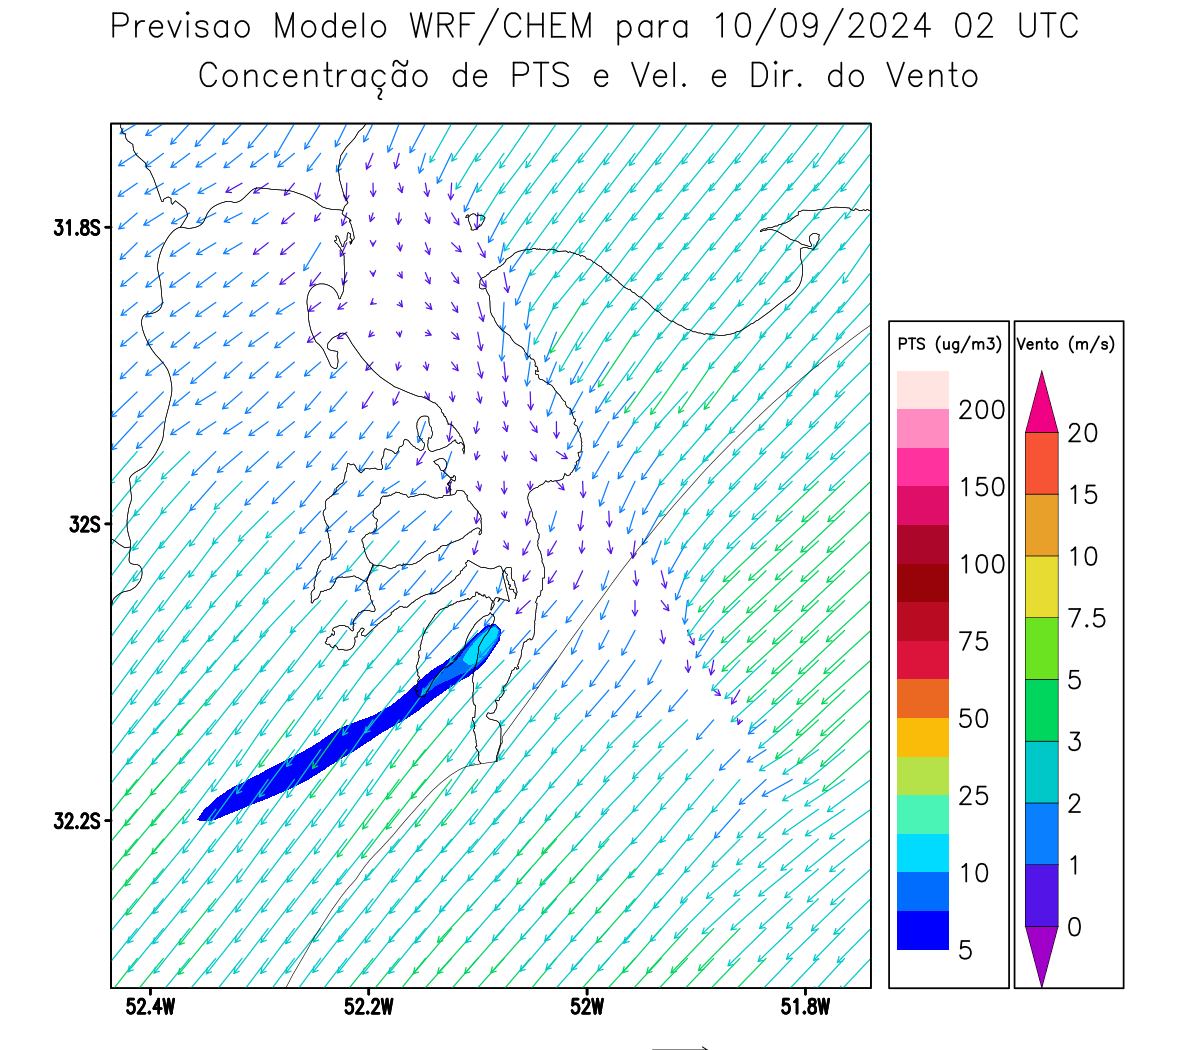 Previsao Modelo WRF/CHEM para 10/09/2024 02 UTC
Concentração de PTS e Vel. e Dir. do Vento
31.8S
32S
32.2S
52.4W
52.2W
52W
51.8W
PTS (ug/m3)
200
150
100
75
50
25
10
5
Vento (m/s)
20
15
10
7.5
5
3
2
1
0